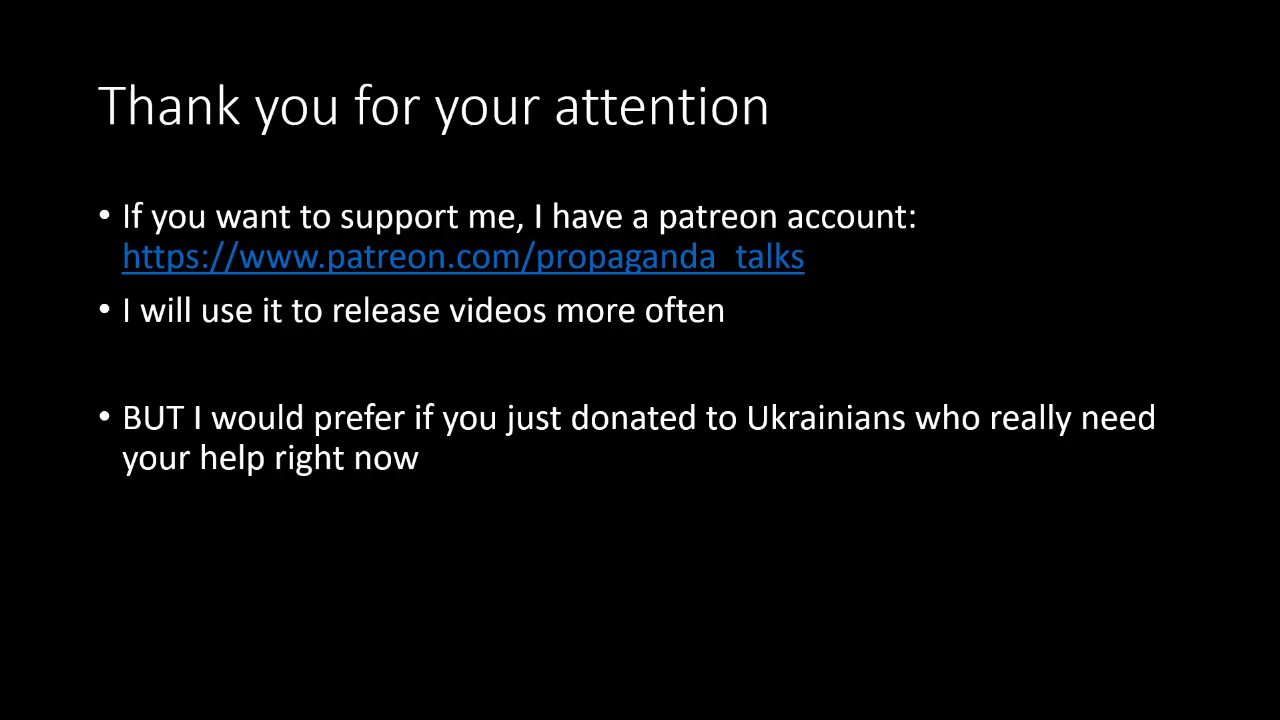 Thank you for your attention
• If you want to support me, I have a patreon account:
https://www.patreon.com/propaganda_talks
• I will use it to release videos more often
• BUT I would prefer if you just donated to Ukrainians who really need
your help right now